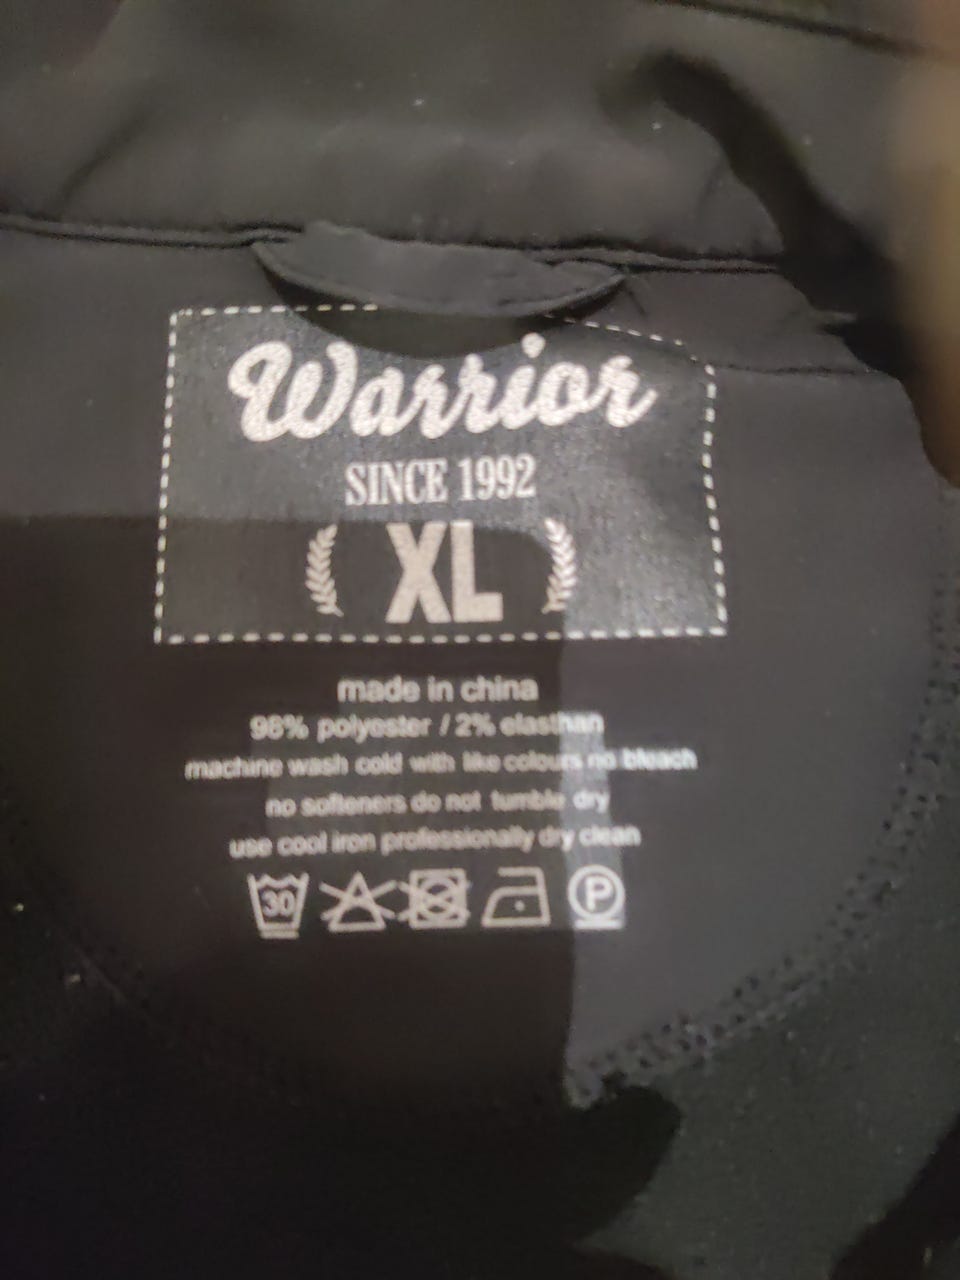 Warrior
SINCE 1992
XL
made in china
98% polyester / 2% elasthan
machine wash cold with like colours no bleach
no softeners do not tumble dry
use cool iron professionally dry clean
30 P